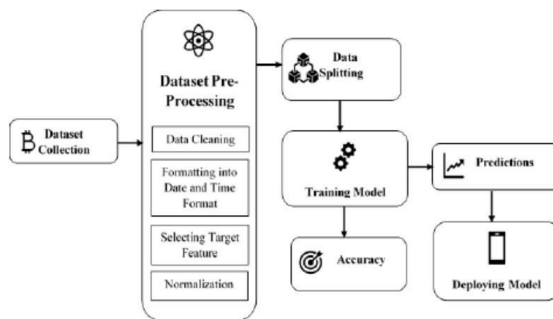 Dataset
Collection
Dataset Pre-
Processing
Data Cleaning
Formatting into
Date and Time
Format
Selecting Target
Feature
Normalization
Data
Splitting
Training Model
Accuracy
Predictions
Deploying Model